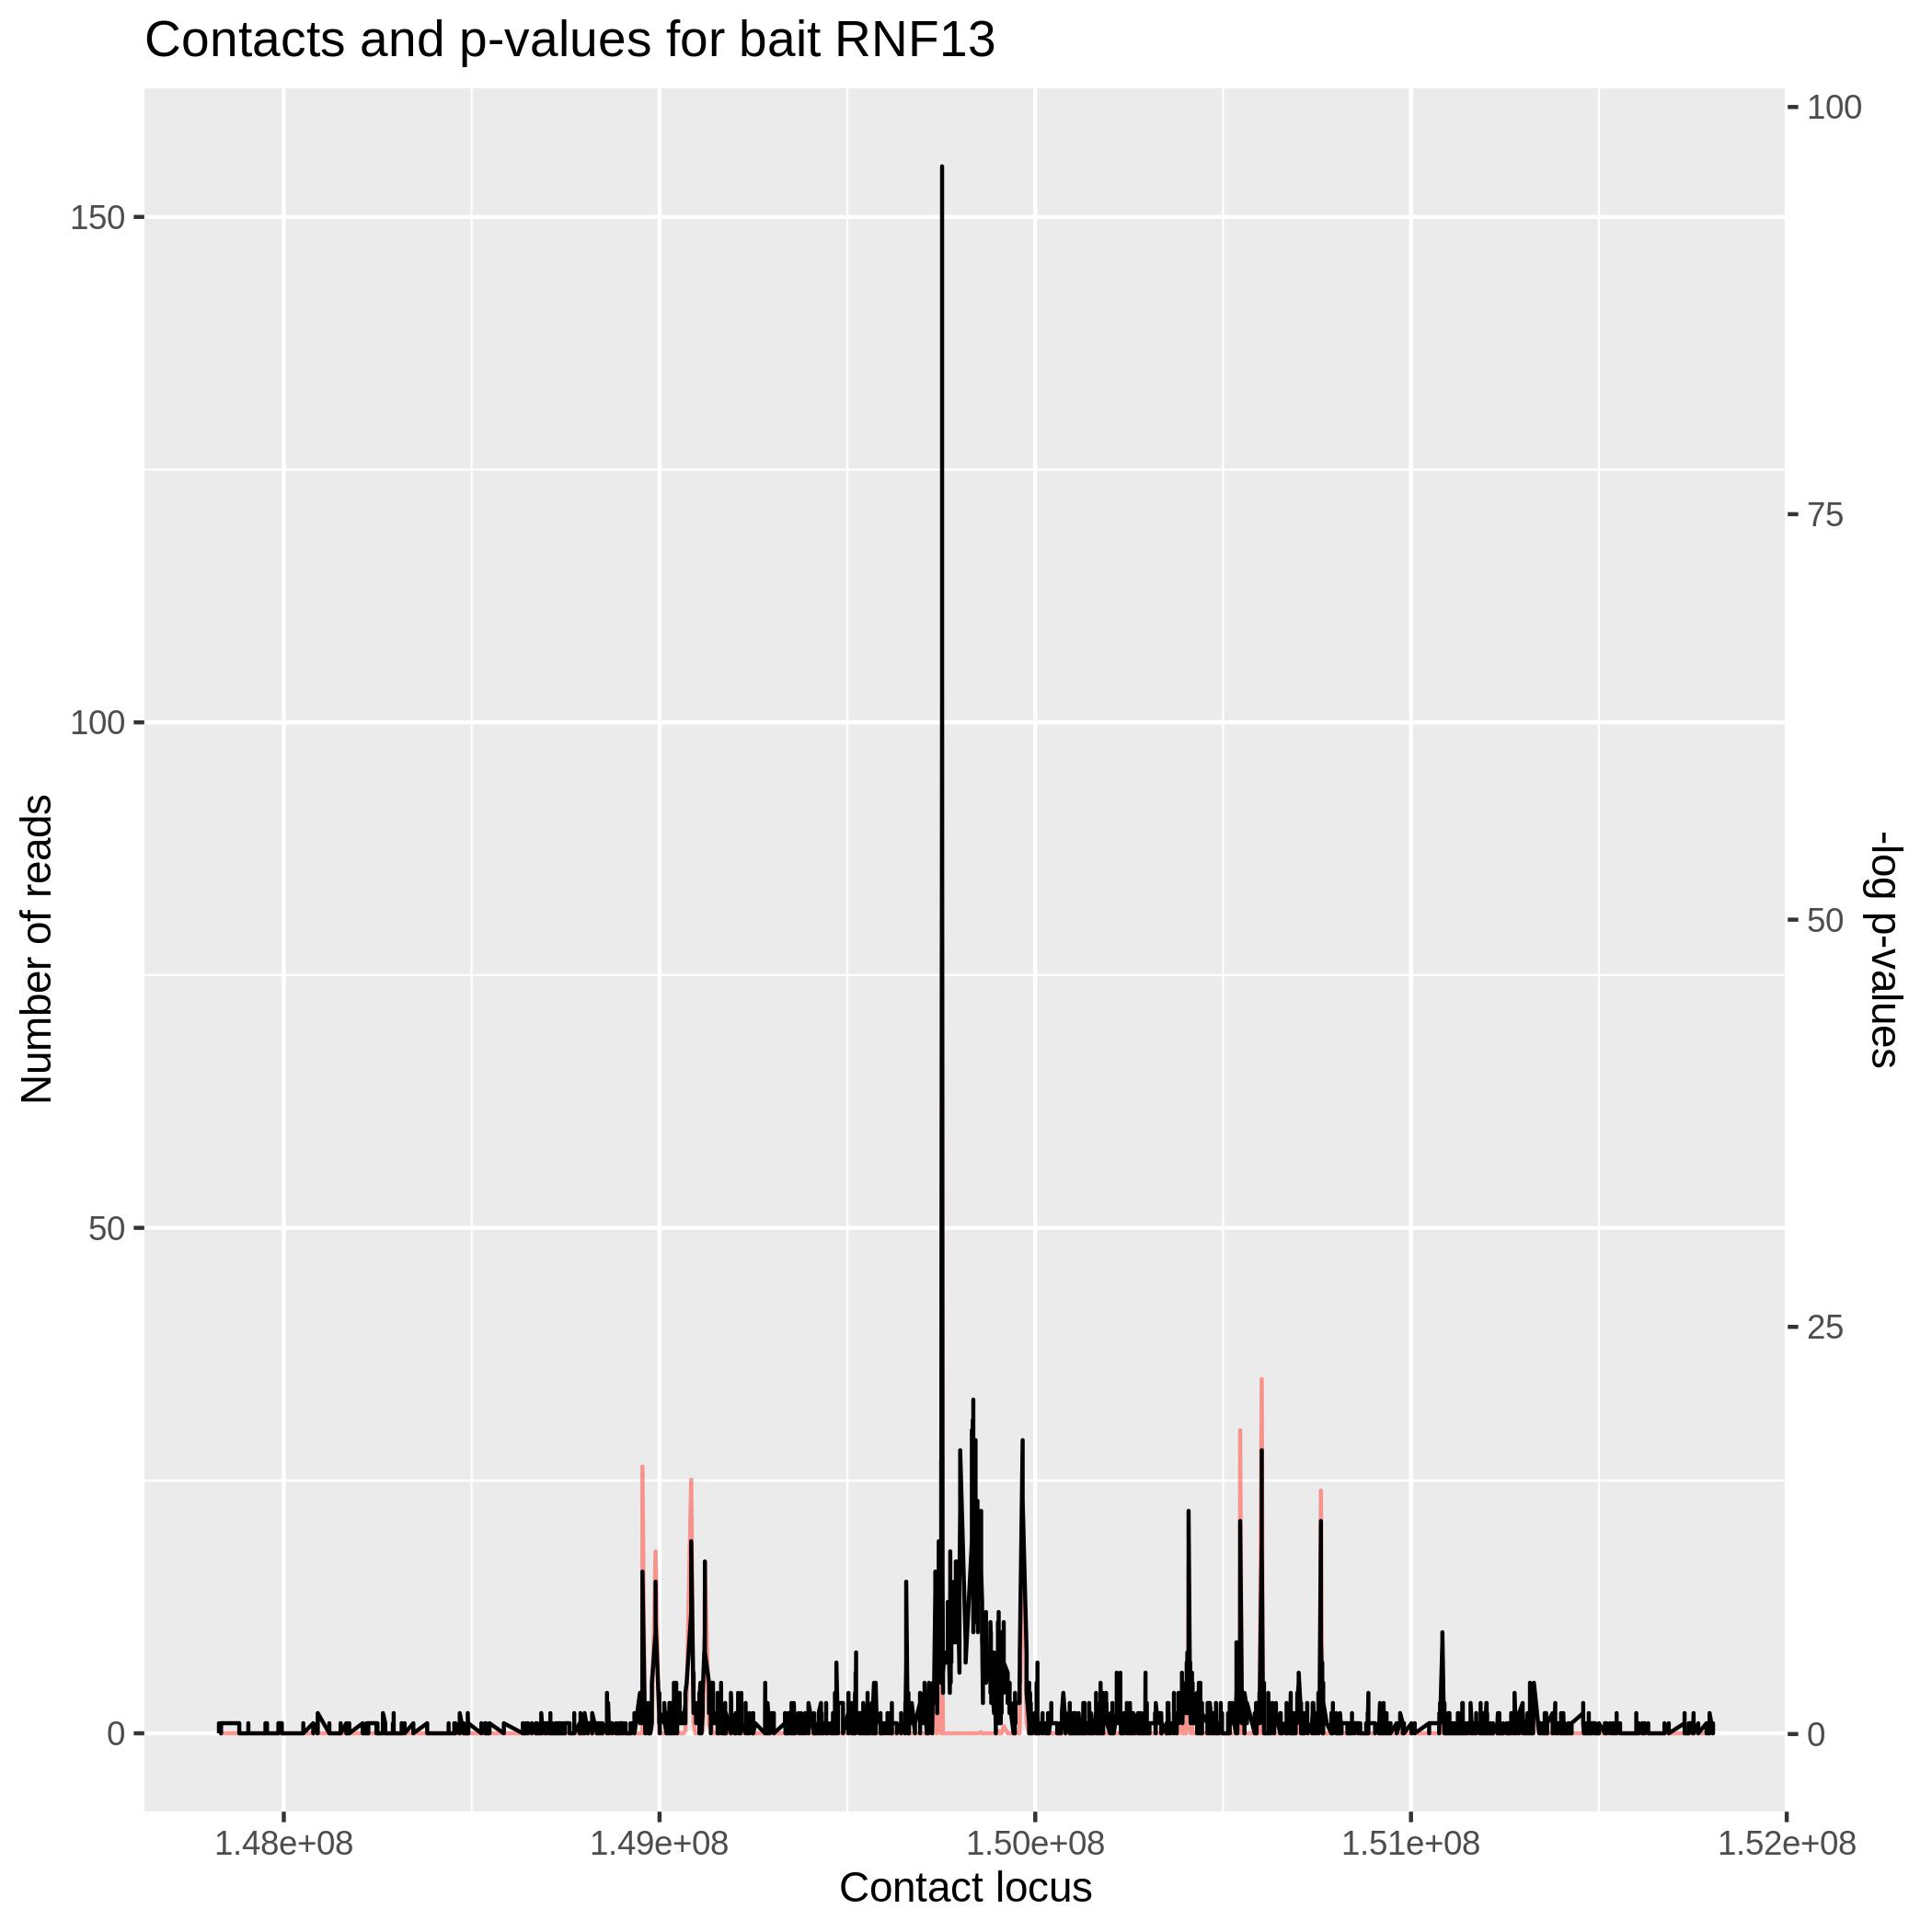 Contacts and p-values for bait RNF13
150
100
50
0
Number of reads
100
75
50
25
0
-log p-values
1.48e+08 1.49e+08 1.50e+08 1.51e+08 1.52e+08
Contact locus